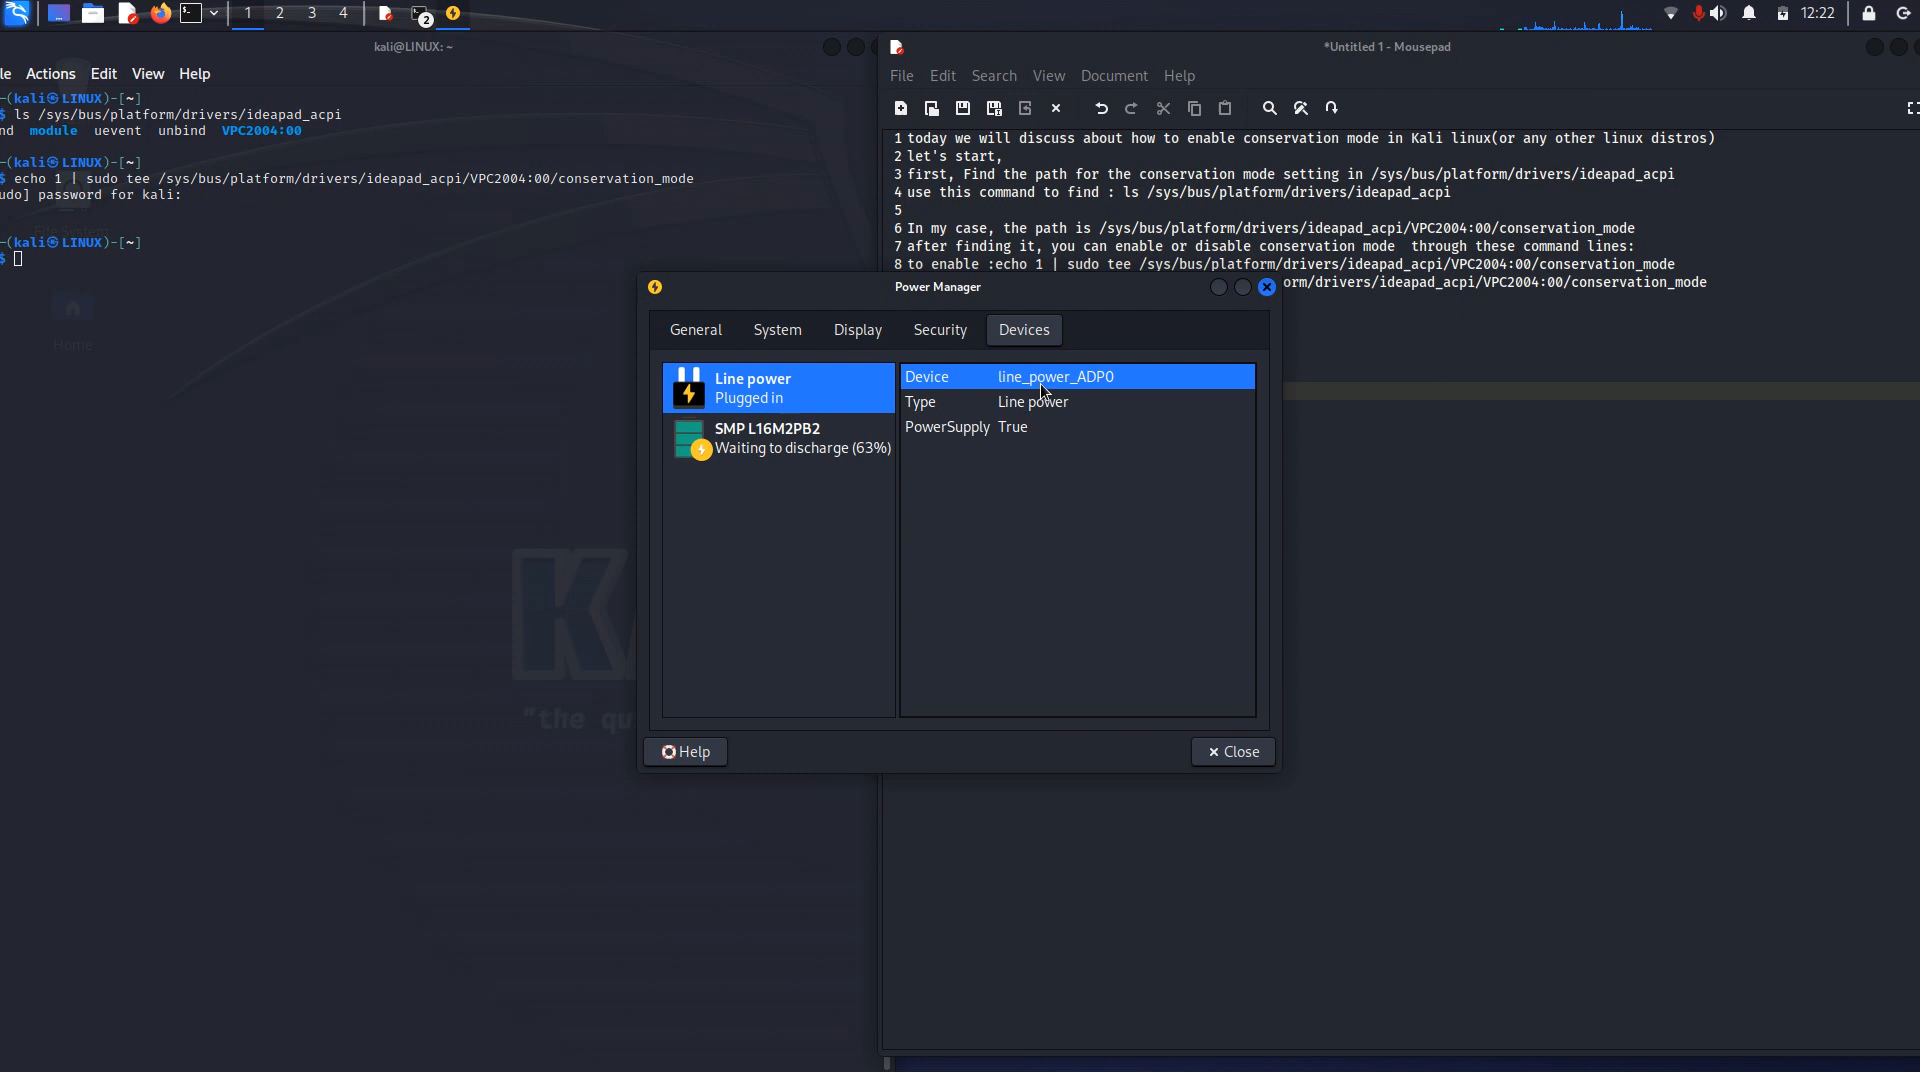 1 2 3 4 2 12:22
kali@LINUX: ~
le Actions Edit View Help
-(kali㉿LINUX)-[~]
$ ls /sys/bus/platform/drivers/ideapad_acpi
nd module uevent unbind VPC2004:00
-(kali㉿LINUX)-[~]
$ echo 1 | sudo tee /sys/bus/platform/drivers/ideapad_acpi/VPC2004:00/conservation_mode
udo] password for kali:
-(kali㉿LINUX)-[~]
$
File System
Home
"the qu
*Untitled 1 - Mousepad
File Edit Search View Document Help
1 today we will discuss about how to enable conservation mode in Kali linux(or any other linux distros)
2 let's start,
3 first, Find the path for the conservation mode setting in /sys/bus/platform/drivers/ideapad_acpi
4 use this command to find : ls /sys/bus/platform/drivers/ideapad_acpi
5
6 In my case, the path is /sys/bus/platform/drivers/ideapad_acpi/VPC2004:00/conservation_mode
7 after finding it, you can enable or disable conservation mode  through these command lines:
8 to enable :echo 1 | sudo tee /sys/bus/platform/drivers/ideapad_acpi/VPC2004:00/conservation_mode
orm/drivers/ideapad_acpi/VPC2004:00/conservation_mode
Power Manager
General System Display Security Devices
Line power
Plugged in
SMP L16M2PB2
Waiting to discharge (63%)
Device line_power_ADP0
Type Line power
PowerSupply True
Help
Close